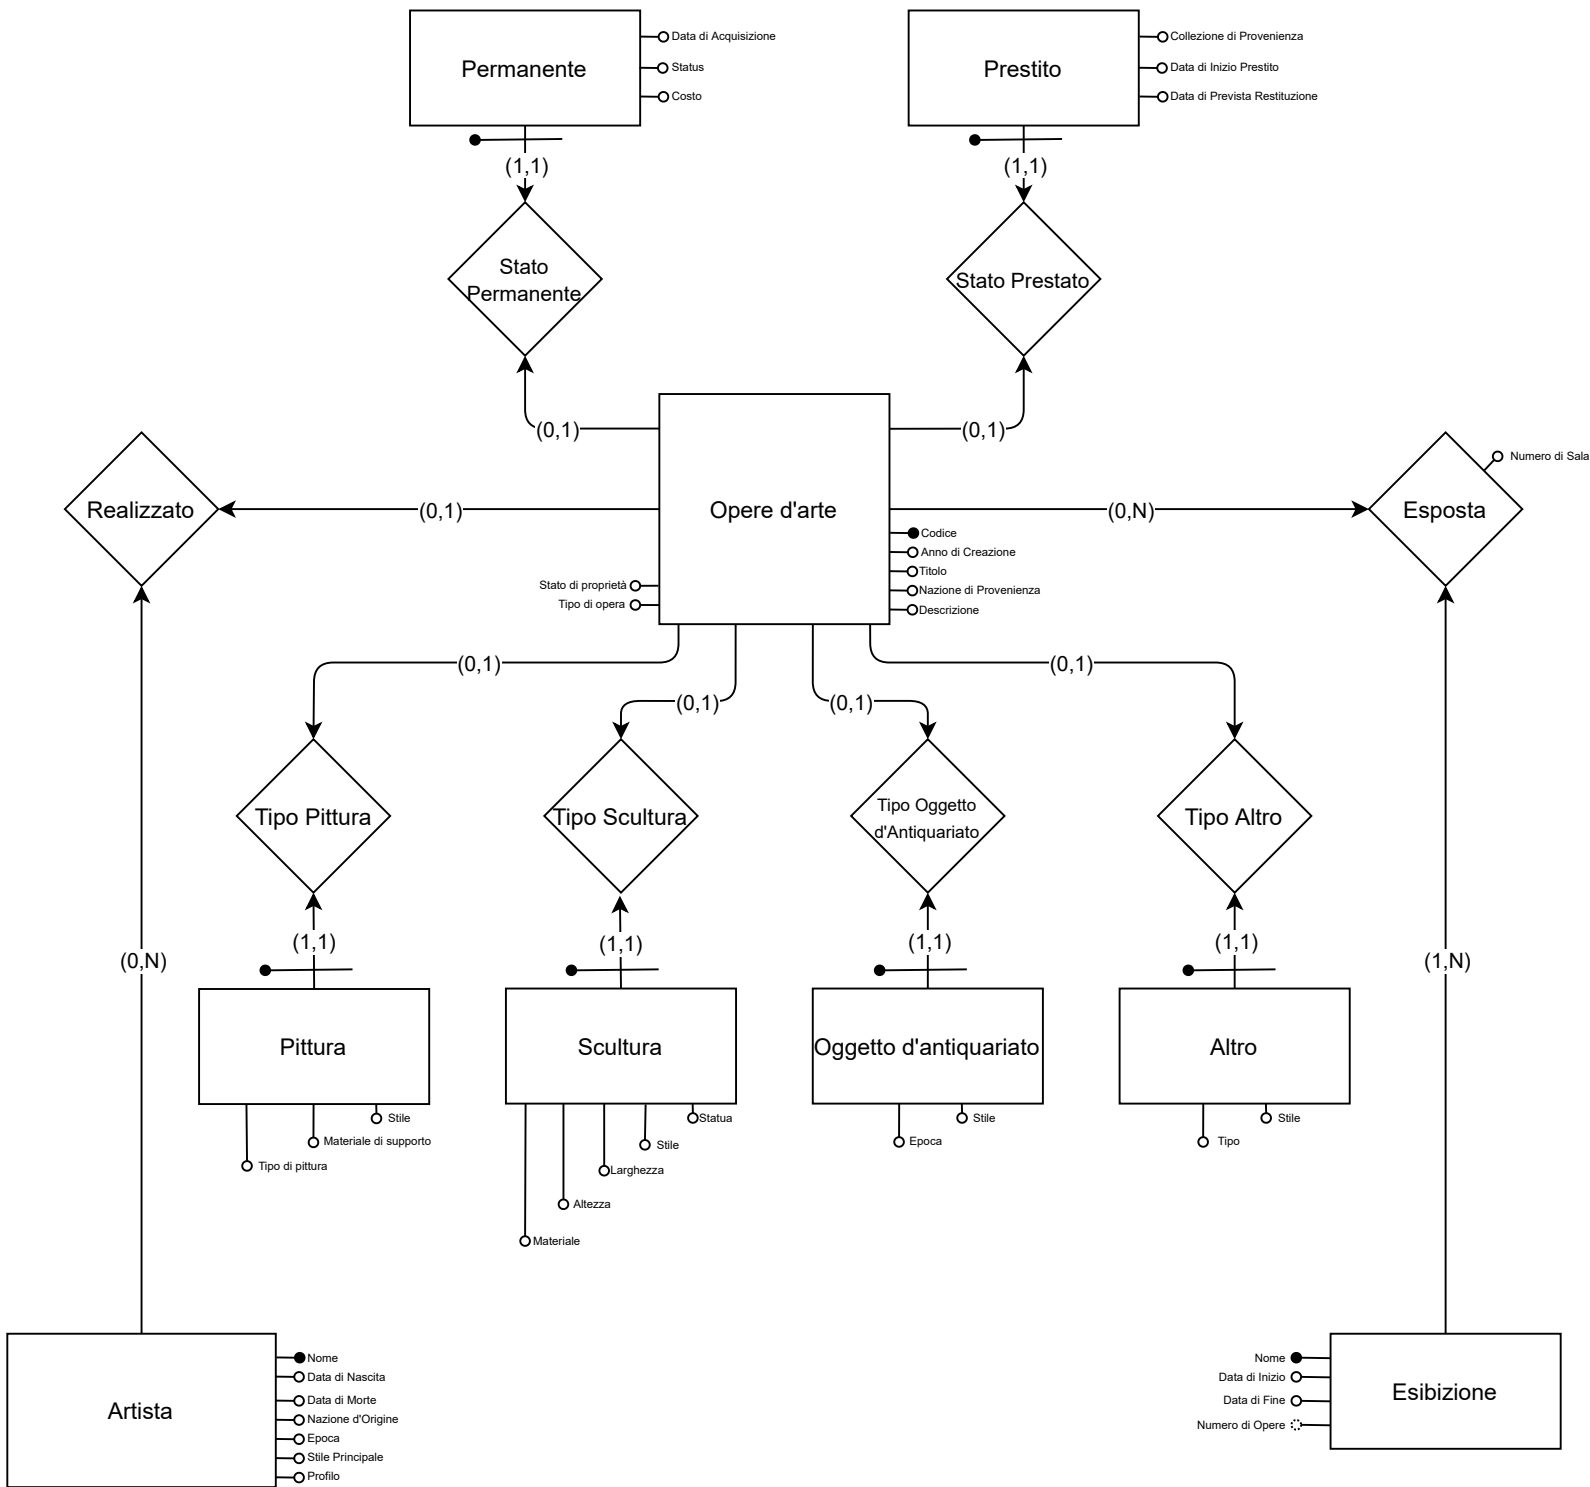 Permanente
Data di Acquisizione
Status
Costo
Prestito
Collezione di Provenienza
Data di Inizio Prestito
Data di Prevista Restituzione
(1,1)
(1,1)
Stato
Permanente
Stato Prestato
(0,1)
(0,1)
Realizzato
(0,1)
Opere d'arte
(0,N)
Esposta
Numero di Sala
Codice
Anno di Creazione
Titolo
Nazione di Provenienza
Descrizione
Stato di proprietà
Tipo di opera
(0,1)
(0,1)
(0,1)
(0,1)
Tipo Pittura
Tipo Scultura
Tipo Oggetto
d'Antiquariato
Tipo Altro
(1,1)
(1,1)
(1,1)
(1,1)
(0,N)
(1,N)
Pittura
Scultura
Oggetto d'antiquariato
Altro
Stile
Materiale di supporto
Tipo di pittura
Statua
Stile
Larghezza
Altezza
Materiale
Stile
Epoca
Stile
Tipo
Artista
Nome
Data di Nascita
Data di Morte
Nazione d'Origine
Epoca
Stile Principale
Profilo
Nome
Data di Inizio
Data di Fine
Numero di Opere
Esibizione